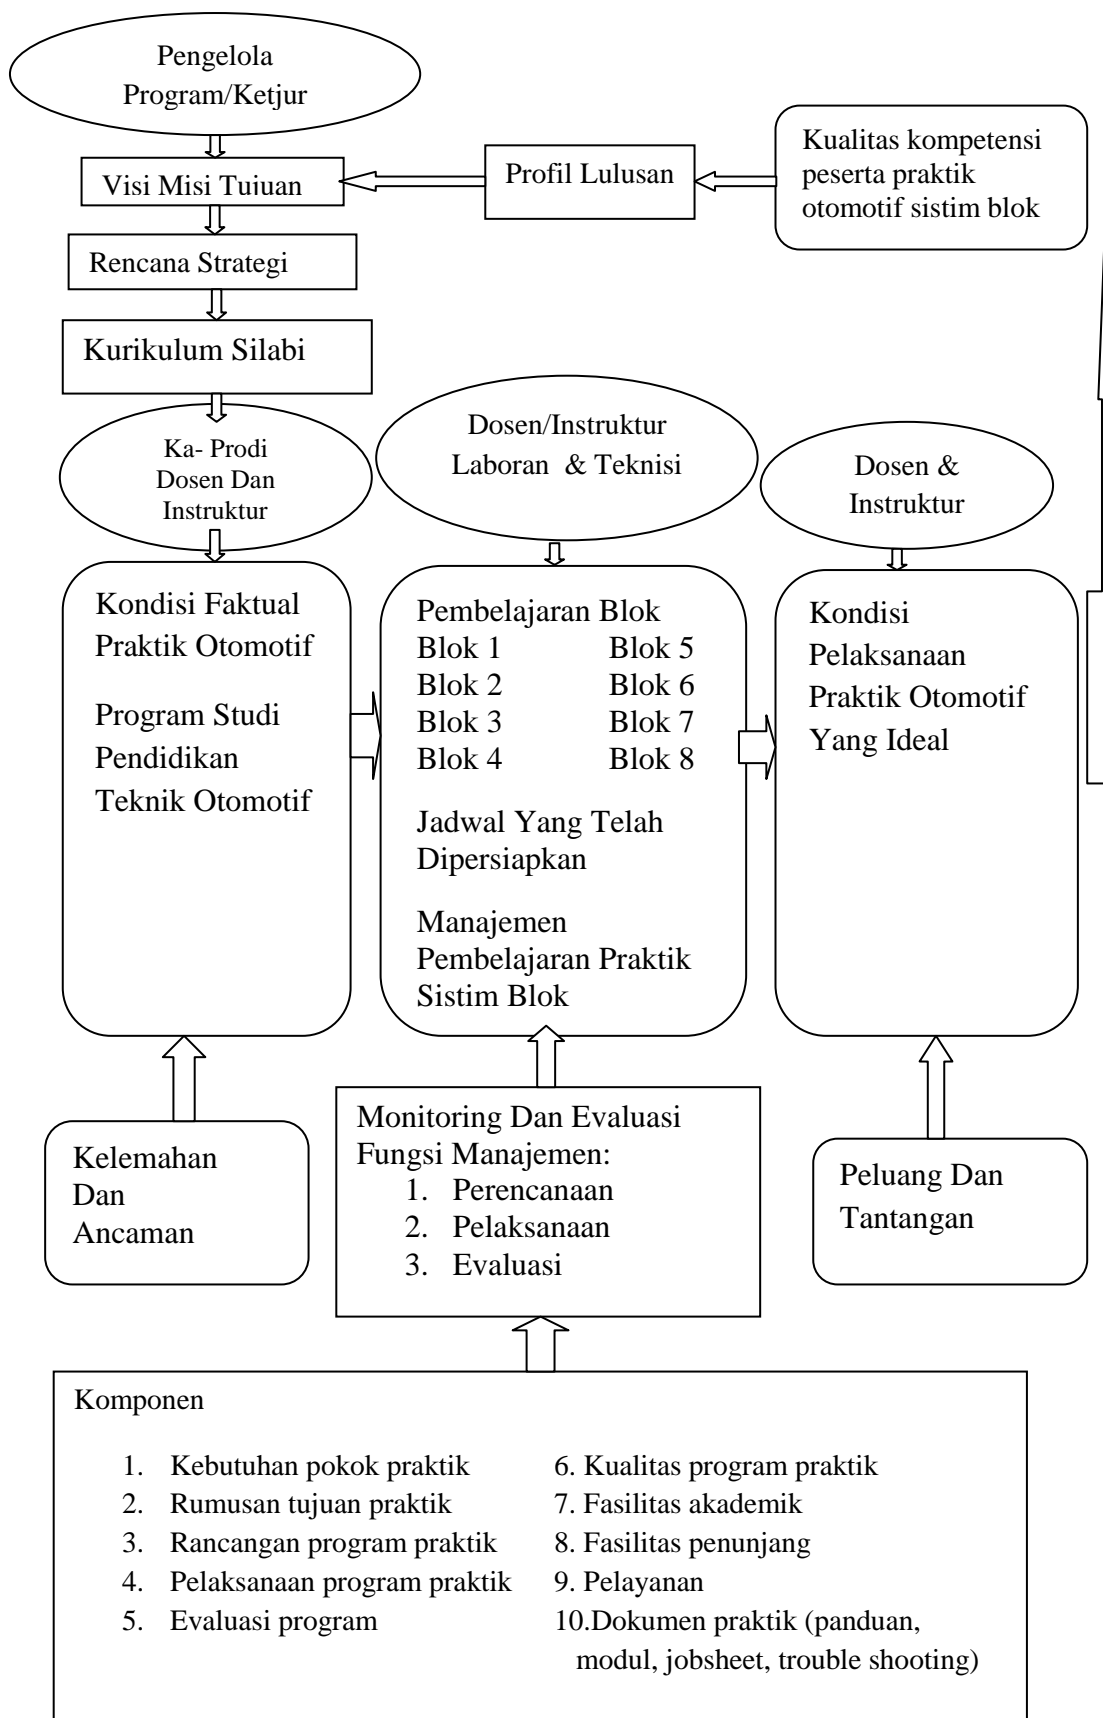 Pengelola
Program/Ketjur
Visi Misi Tuiuan
Profil Lulusan
Kualitas kompetensi
peserta praktik
otomotif sistim blok
Rencana Strategi
Kurikulum Silabi
Ka- Prodi
Dosen Dan
Instruktur
Dosen/Instruktur
Laboran & Teknisi
Dosen &
Instruktur
Kondisi Faktual
Praktik Otomotif
Program Studi
Pendidikan
Teknik Otomotif
Pembelajaran Blok
Blok 1 Blok 5
Blok 2 Blok 6
Blok 3 Blok 7
Blok 4 Blok 8
Jadwal Yang Telah
Dipersiapkan
Manajemen
Pembelajaran Praktik
Sistim Blok
Kondisi
Pelaksanaan
Praktik Otomotif
Yang Ideal
Kelemahan
Dan
Ancaman
Monitoring Dan Evaluasi
Fungsi Manajemen:
1. Perencanaan
2. Pelaksanaan
3. Evaluasi
Peluang Dan
Tantangan
Komponen
1. Kebutuhan pokok praktik
2. Rumusan tujuan praktik
3. Rancangan program praktik
4. Pelaksanaan program praktik
5. Evaluasi program
6. Kualitas program praktik
7. Fasilitas akademik
8. Fasilitas penunjang
9. Pelayanan
10.Dokumen praktik (panduan,
modul, jobsheet, trouble shooting)